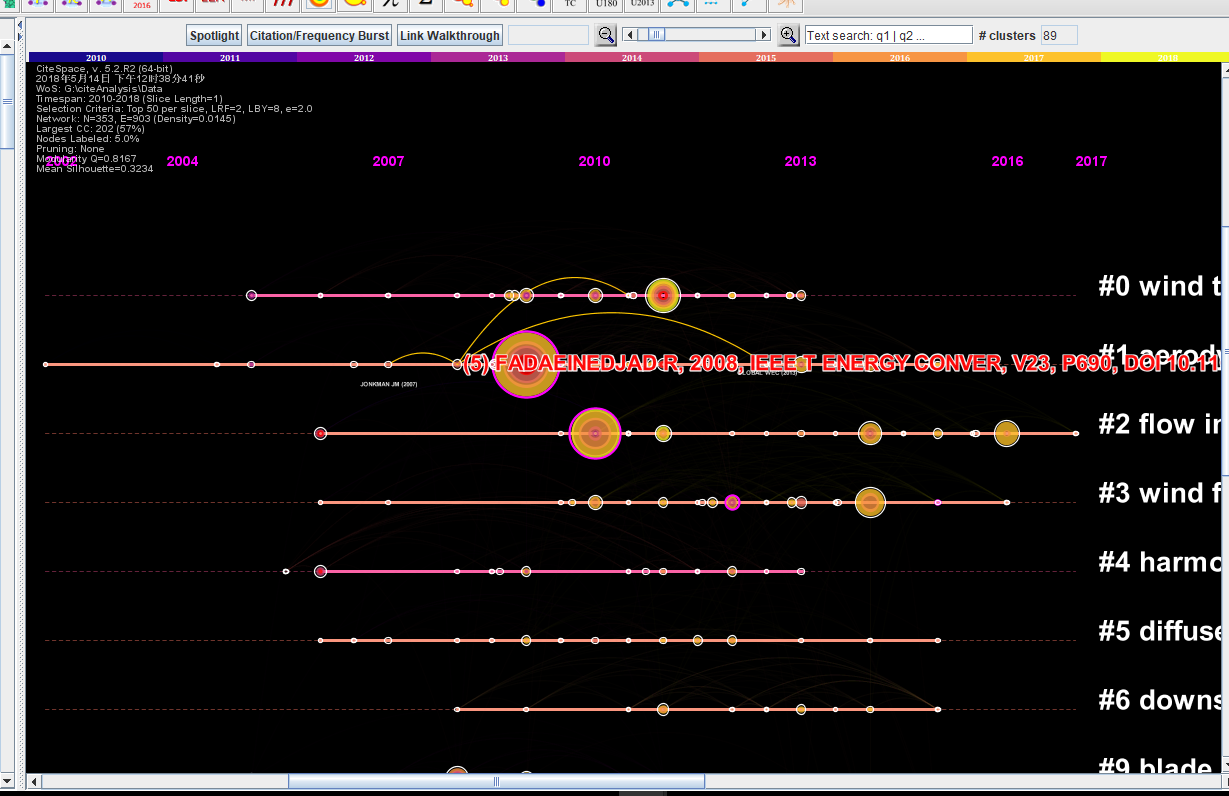 2016
TC
U180
U2013
Spotlight
Citation/Frequency Burst
Link Walkthrough
Text search: q1 | q2 ...
# clusters
89
2010 2011 2012 2013 2014 2015 2016 2017 2018
CiteSpace, v. 5.2.R2 (64-bit)
2018年5月14日 下午12时38分41秒
WoS: G:\citeAnalysis\Data
Timespan: 2010-2018 (Slice Length=1)
Selection Criteria: Top 50 per slice, LRF=2, LBY=8, e=2.0
Network: N=353, E=903 (Density=0.0145)
Largest CC: 202 (57%)
Nodes Labeled: 5.0%
Pruning: None
Modularity Q=0.8167
Mean Silhouette=0.3234
2004 2007 2010 2013 2016 2017
#0 wind t
#1 aerody
(5) FADAEINEDJAD R, 2008, IEEE T ENERGY CONVER, V23, P690, DOI 10.11
GLOBAL WEC (2013)
JONKMAN JM (2007)
#2 flow in
#3 wind f
#4 harmo
#5 diffuse
#6 downs
#9 blade